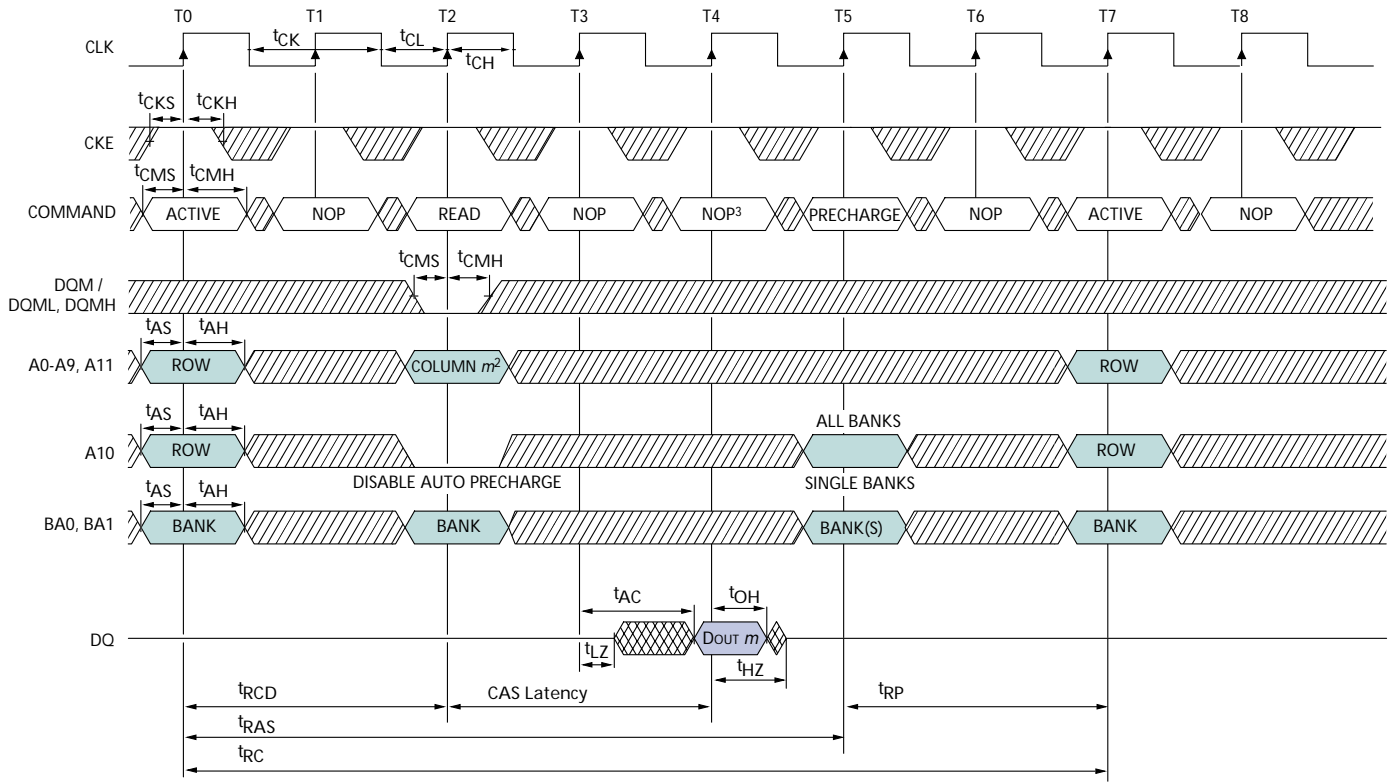 T0 T1 T2 T3 T4 T5 T6 T7 T8
CLK
tCK tCL
tCH
tCKS tCKH
CKE
tCMS tCMH
COMMAND ACTIVE NOP READ NOP NOP³ PRECHARGE NOP ACTIVE NOP
tCMS tCMH
DQM /
DQML, DQMH
tAS tAH
A0-A9, A11 ROW COLUMN m² ROW
ALL BANKS
tAS tAH
A10 ROW ROW
DISABLE AUTO PRECHARGE SINGLE BANKS
tAS tAH
BA0, BA1 BANK BANK BANK(S) BANK
tAC tOH
DQ DOUT m
tLZ tHZ
tRCD CAS Latency tRP
tRAS
tRC